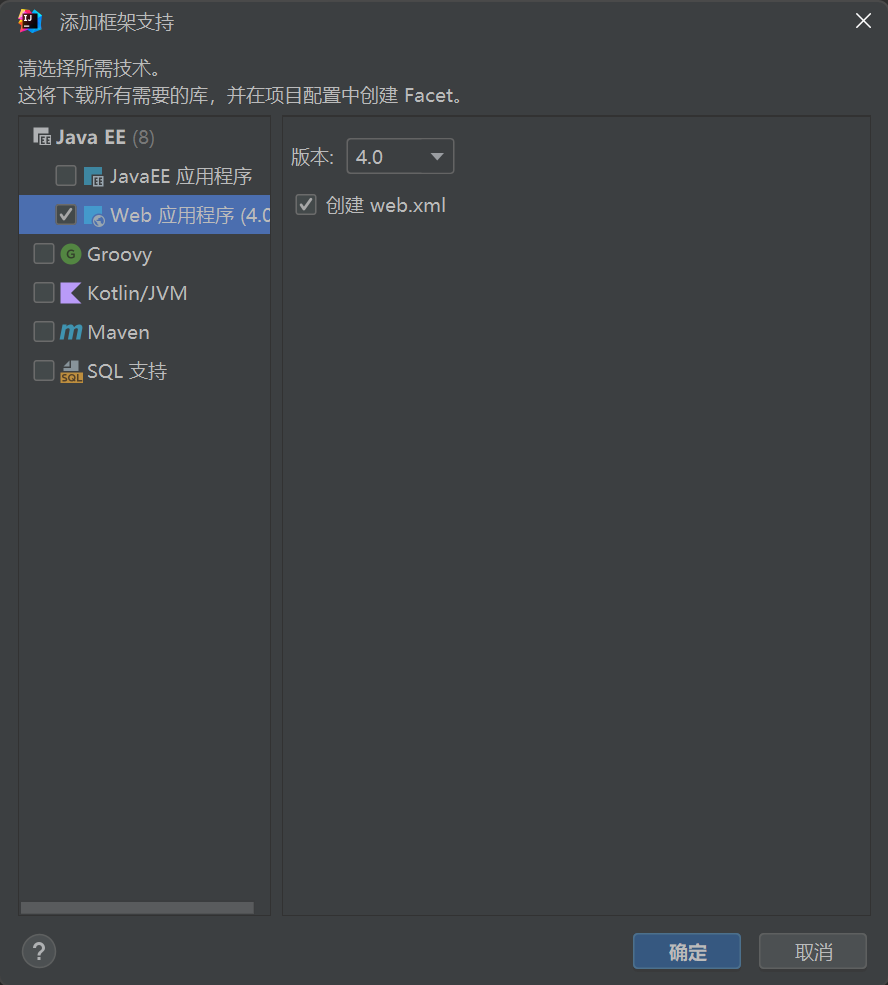 添加框架支持
请选择所需技术。
这将下载所有需要的库，并在项目配置中创建 Facet。
Java EE (8)
JavaEE 应用程序
Web 应用程序 (4.0
Groovy
Kotlin/JVM
Maven
SQL 支持
版本: 4.0
创建 web.xml
?
确定
取消